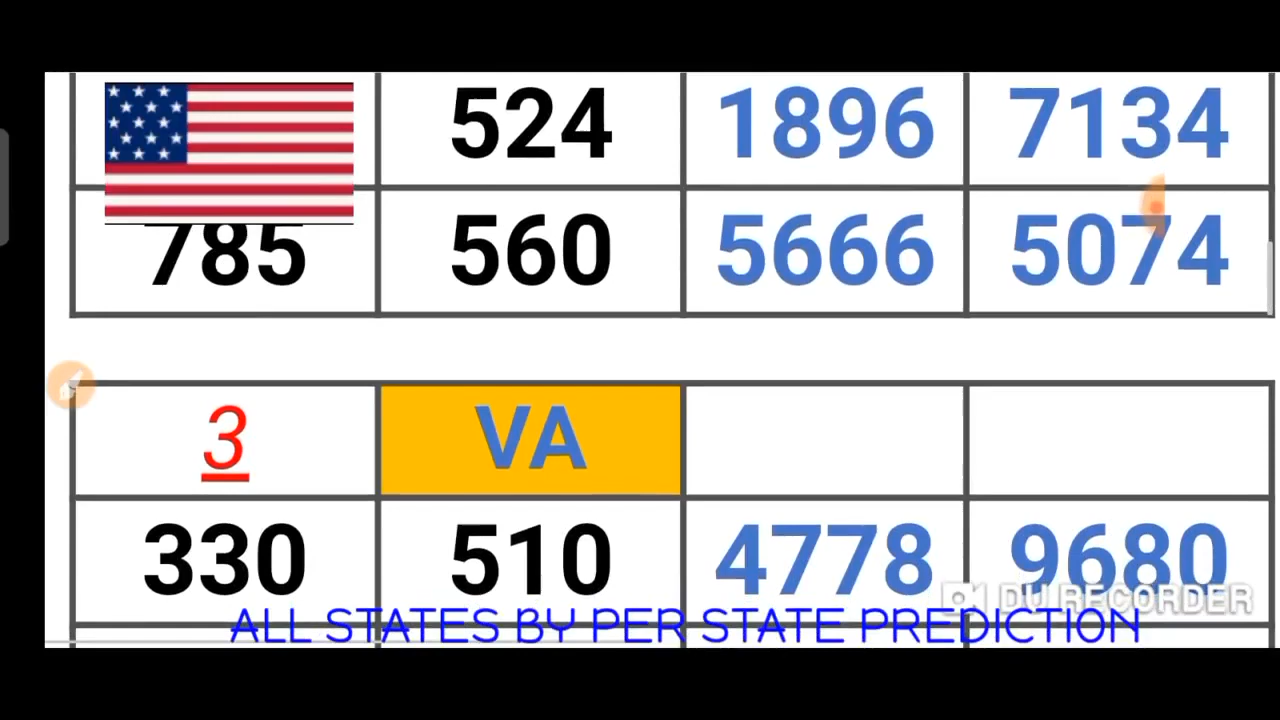 524 1896 7134
785 560 5666 5074
3 VA
330 510 4778 9680
DU RECORDER
ALL STATES BY PER STATE PREDICTION